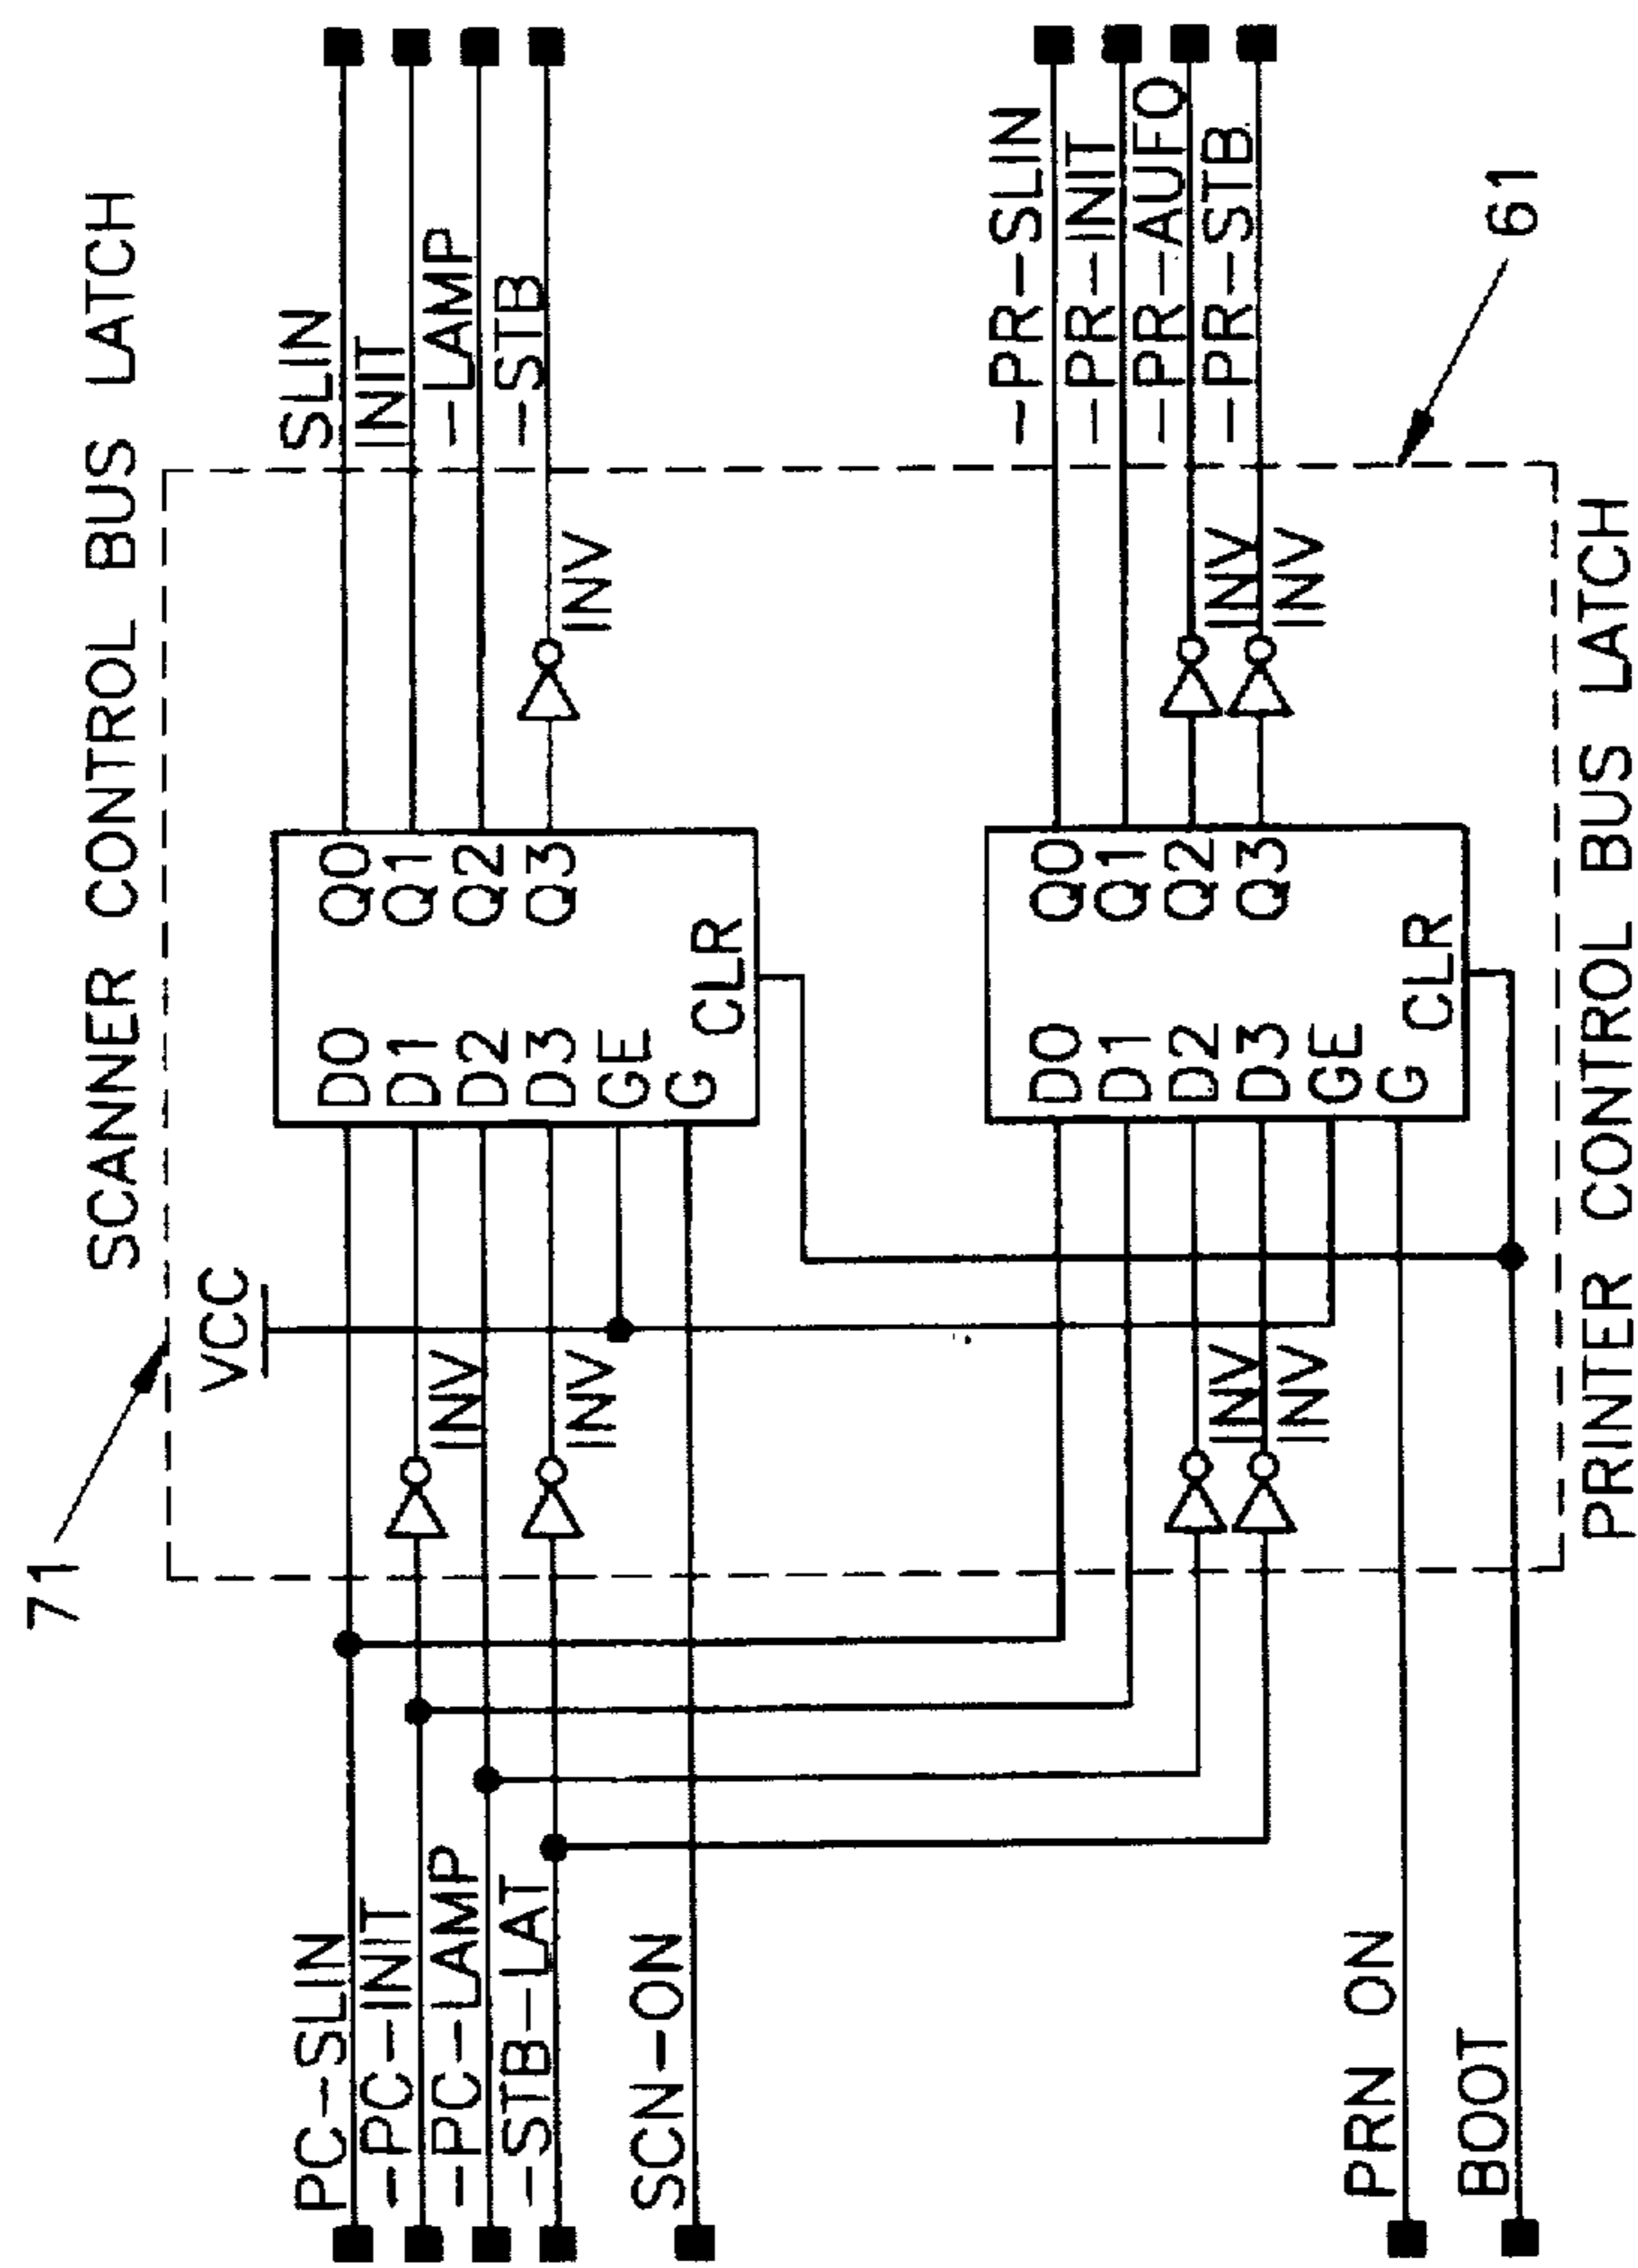 SCANNER CONTROL BUS LATCH
71
VCC
PC-SLIN
-PC-INIT
-PC-LAMP
-STB-LAT
SCN-ON
INV
INV
D0 Q0
D1 Q1
D2 Q2
D3 Q3
GE
G
CLR
INV
SLIN
INIT
-LAMP
-STB
PRN ON
BOOT
INV
INV
D0 Q0
D1 Q1
D2 Q2
D3 Q3
GE
G
CLR
INV
INV
-PR-SLIN
-PR-INIT
-PR-AUFO
-PR-STB
61
PRINTER CONTROL BUS LATCH